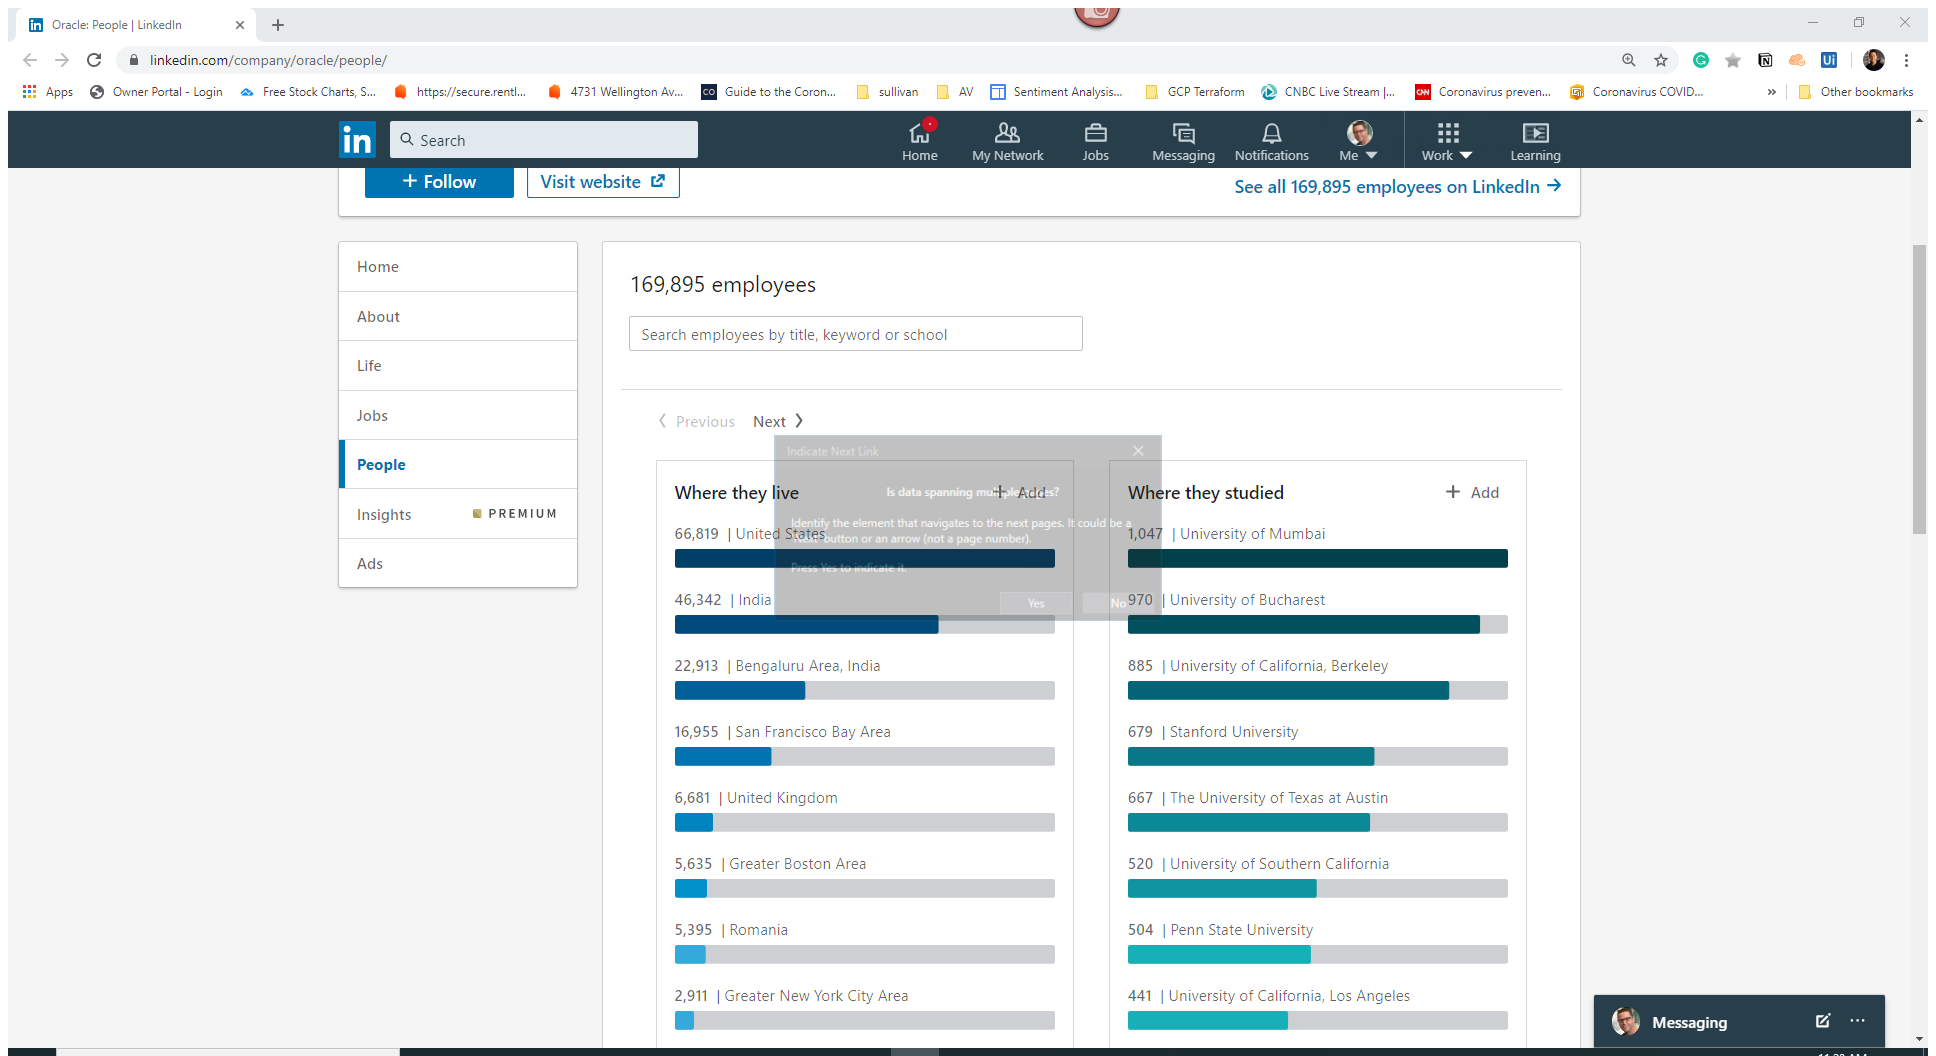 Oracle: People | LinkedIn
linkedin.com/company/oracle/people/
Apps Owner Portal - Login Free Stock Charts, S... https://secure.rentl... 4731 Wellington Av... CO Guide to the Coron... sullivan AV Sentiment Analysis... GCP Terraform CNBC Live Stream |... CNN Coronavirus preven... Coronavirus COVID... » Other bookmarks
in Search Home My Network Jobs Messaging Notifications Me Work Learning
+ Follow Visit website See all 169,895 employees on LinkedIn →
Home
About
Life
Jobs
People
Insights PREMIUM
Ads
169,895 employees
Search employees by title, keyword or school
Previous Next
Indicate Next Link
Is data spanning multiple pages?
Identify the element that navigates to the next pages. It could be a
'Next' button or an arrow (not a page number).
Press Yes to indicate it.
Yes No
Where they live + Add
66,819 | United States
46,342 | India
22,913 | Bengaluru Area, India
16,955 | San Francisco Bay Area
6,681 | United Kingdom
5,635 | Greater Boston Area
5,395 | Romania
2,911 | Greater New York City Area
Where they studied + Add
1,047 | University of Mumbai
970 | University of Bucharest
885 | University of California, Berkeley
679 | Stanford University
667 | The University of Texas at Austin
520 | University of Southern California
504 | Penn State University
441 | University of California, Los Angeles
Messaging